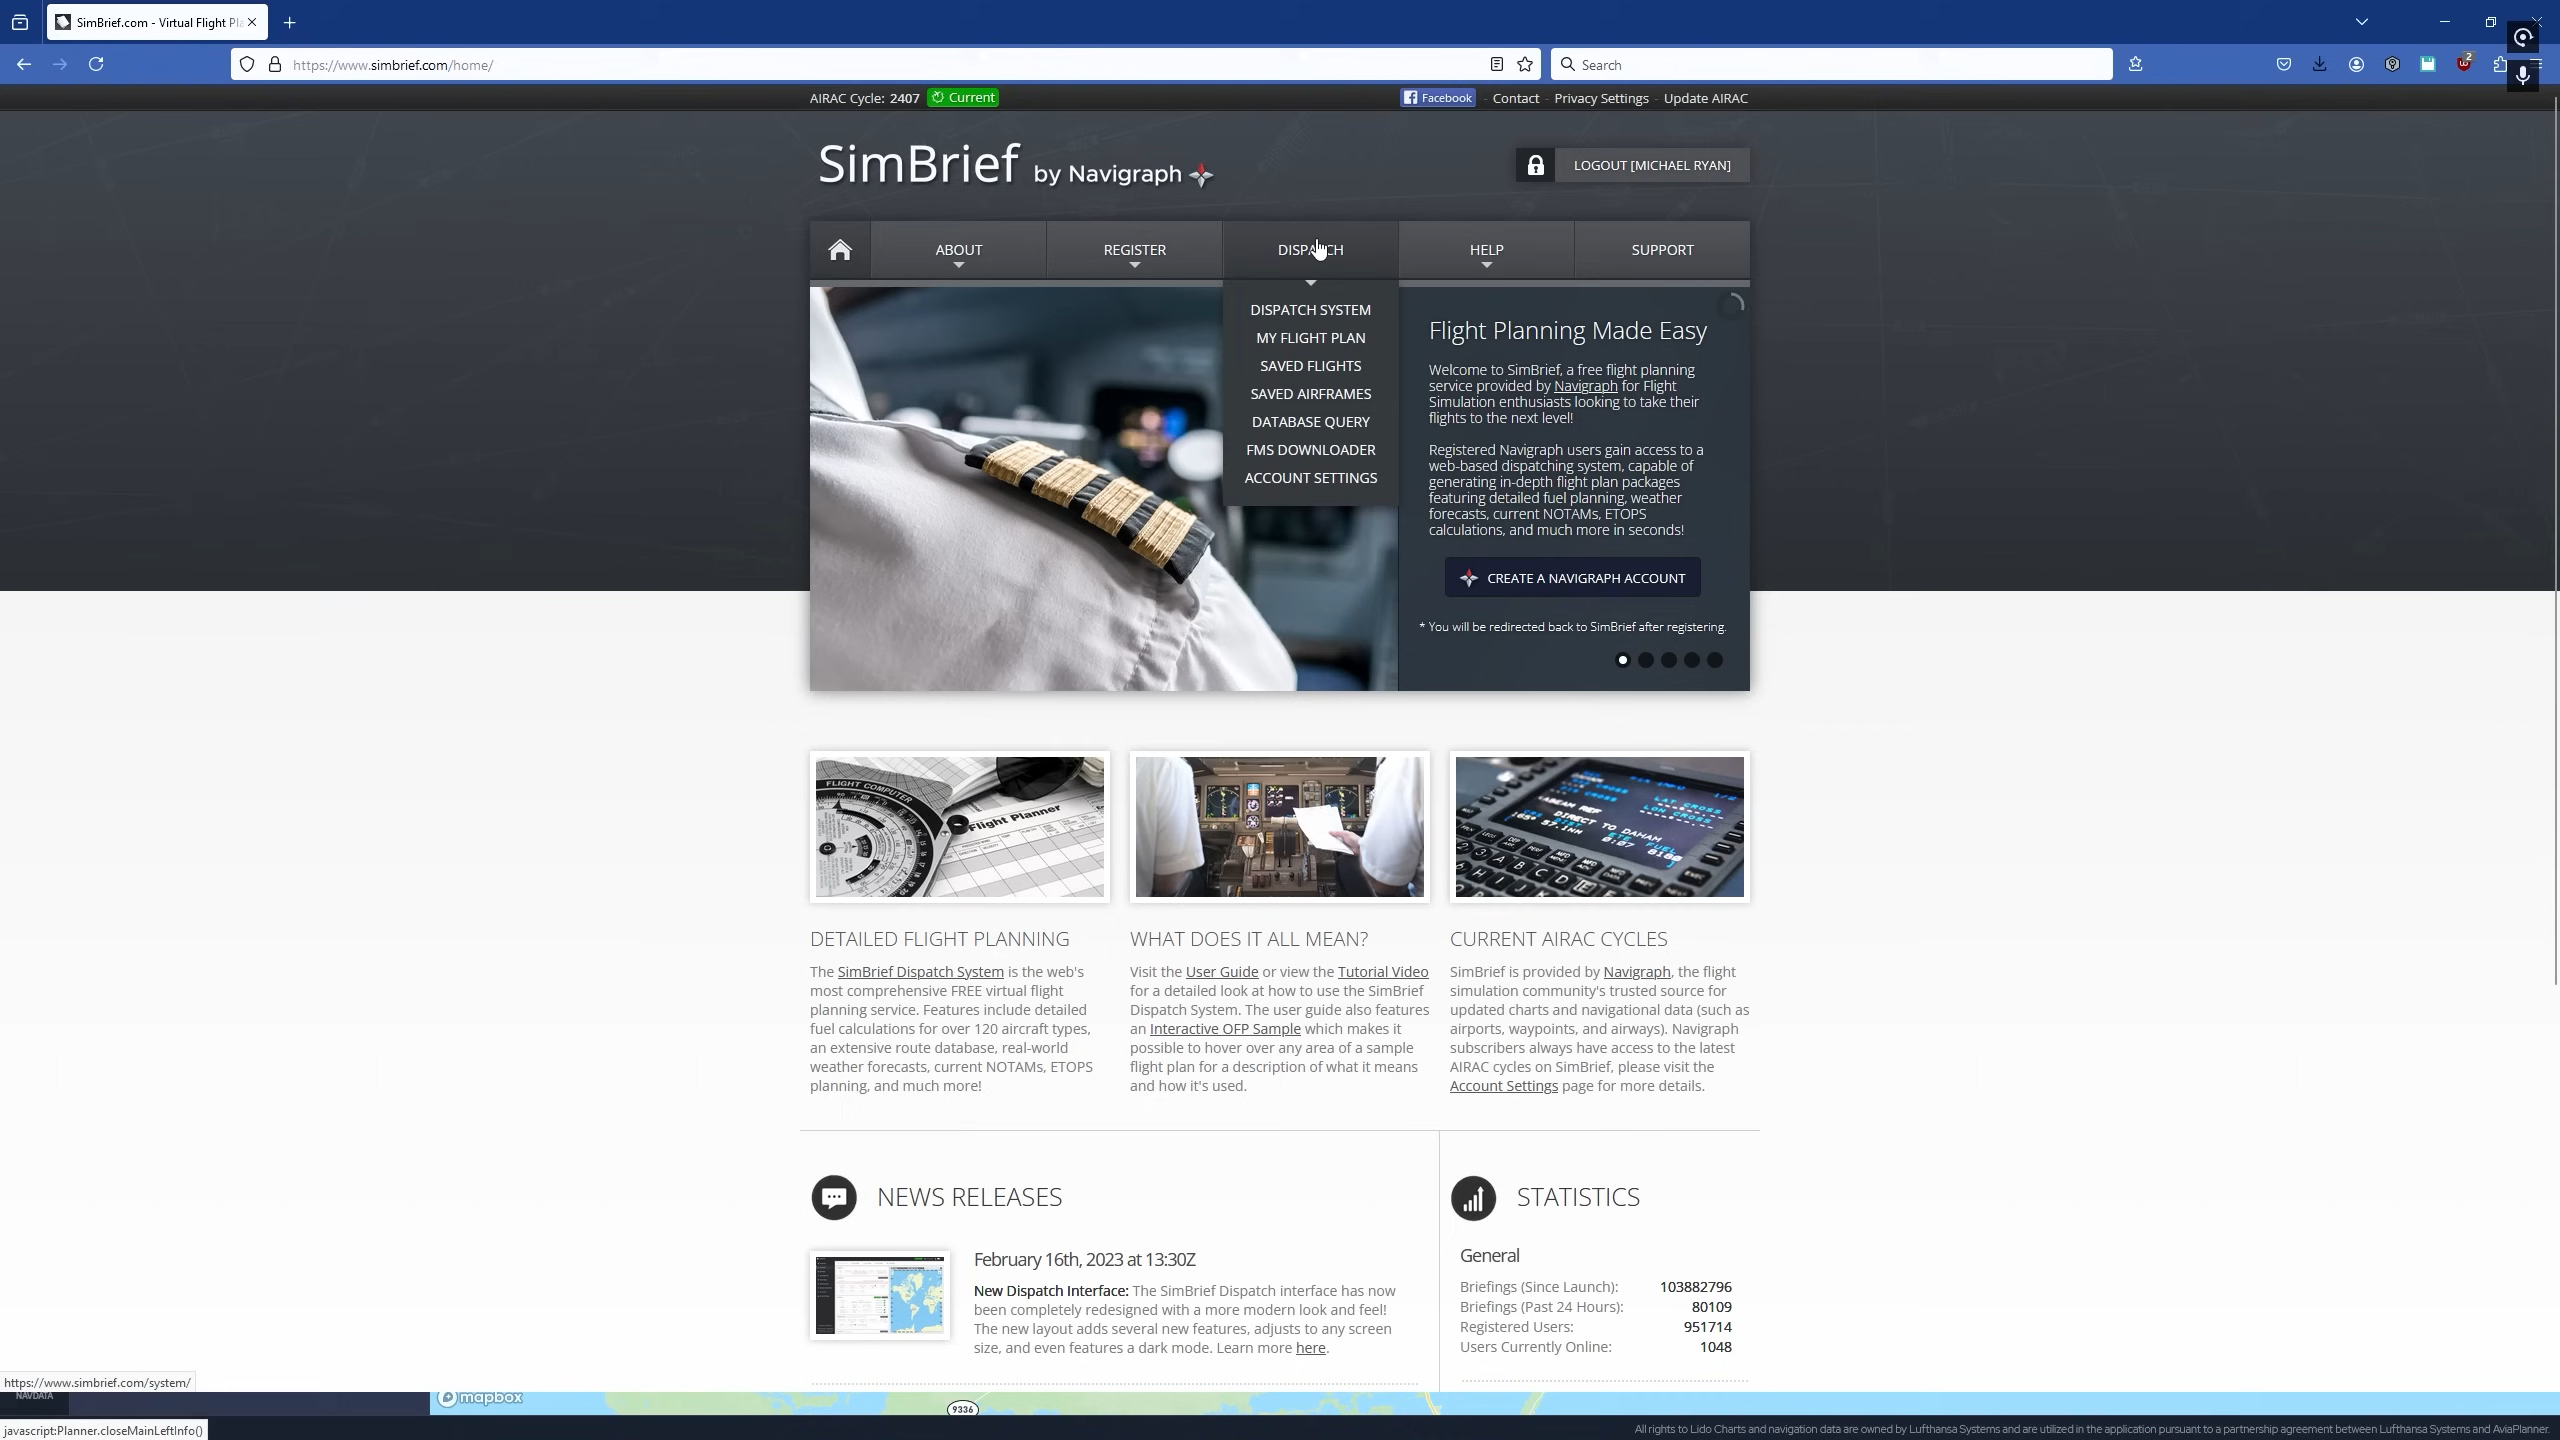 SimBrief.com - Virtual Flight Pl
https://www.simbrief.com/home/
Search
2
AIRAC Cycle: 2407 Current
Facebook - Contact - Privacy Settings - Update AIRAC
SimBrief by Navigraph
LOGOUT [MICHAEL RYAN]
ABOUT
REGISTER
DISPATCH
HELP
SUPPORT
DISPATCH SYSTEM
MY FLIGHT PLAN
SAVED FLIGHTS
SAVED AIRFRAMES
DATABASE QUERY
FMS DOWNLOADER
ACCOUNT SETTINGS
Flight Planning Made Easy
Welcome to SimBrief, a free flight planning
service provided by Navigraph for Flight
Simulation enthusiasts looking to take their
flights to the next level!
Registered Navigraph users gain access to a
web-based dispatching system, capable of
generating in-depth flight plan packages
featuring detailed fuel planning, weather
forecasts, current NOTAMs, ETOPS
calculations, and much more in seconds!
CREATE A NAVIGRAPH ACCOUNT
* You will be redirected back to SimBrief after registering.
FLIGHT COMPUTER
Flight Planner
LAT CROSS
LON CROSS
ABEAM REF
DIRECT TO DAHAM
DETAILED FLIGHT PLANNING
The SimBrief Dispatch System is the web's
most comprehensive FREE virtual flight
planning service. Features include detailed
fuel calculations for over 120 aircraft types,
an extensive route database, real-world
weather forecasts, current NOTAMs, ETOPS
planning, and much more!
WHAT DOES IT ALL MEAN?
Visit the User Guide or view the Tutorial Video
for a detailed look at how to use the SimBrief
Dispatch System. The user guide also features
an Interactive OFP Sample which makes it
possible to hover over any area of a sample
flight plan for a description of what it means
and how it's used.
CURRENT AIRAC CYCLES
SimBrief is provided by Navigraph, the flight
simulation community's trusted source for
updated charts and navigational data (such as
airports, waypoints, and airways). Navigraph
subscribers always have access to the latest
AIRAC cycles on SimBrief, please visit the
Account Settings page for more details.
NEWS RELEASES
February 16th, 2023 at 13:30Z
New Dispatch Interface: The SimBrief Dispatch interface has now
been completely redesigned with a more modern look and feel!
The new layout adds several new features, adjusts to any screen
size, and even features a dark mode. Learn more here.
STATISTICS
General
Briefings (Since Launch): 103882796
Briefings (Past 24 Hours): 80109
Registered Users: 951714
Users Currently Online: 1048
https://www.simbrief.com/system/
NAVDATA
mapbox
9336
javascript:Planner.closeMainLeftInfo()
All rights to Lido Charts and navigation data are owned by Lufthansa Systems and are utilized in the application pursuant to a partnership agreement between Lufthansa Systems and AviaPlanner.